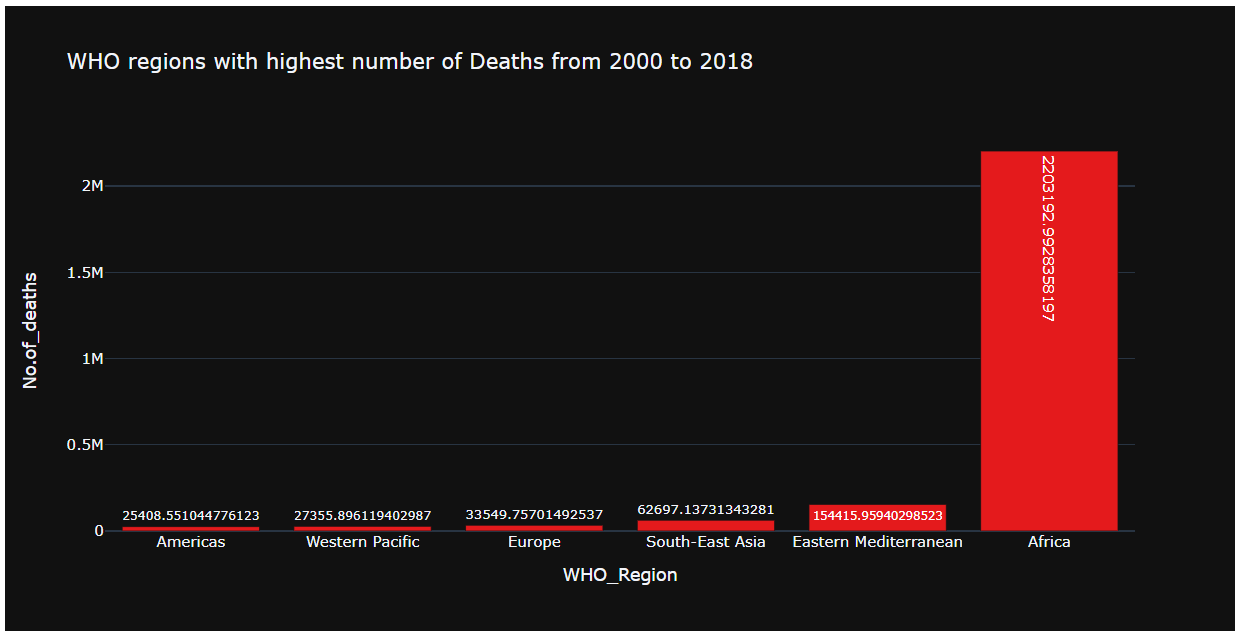 WHO regions with highest number of Deaths from 2000 to 2018
No.of_deaths
2M
1.5M
1M
0.5M
0
25408.551044776123
27355.896119402987
33549.75701492537
62697.13731343281
154415.95940298523
2203192.9928358197
Americas
Western Pacific
Europe
South-East Asia
Eastern Mediterranean
Africa
WHO_Region